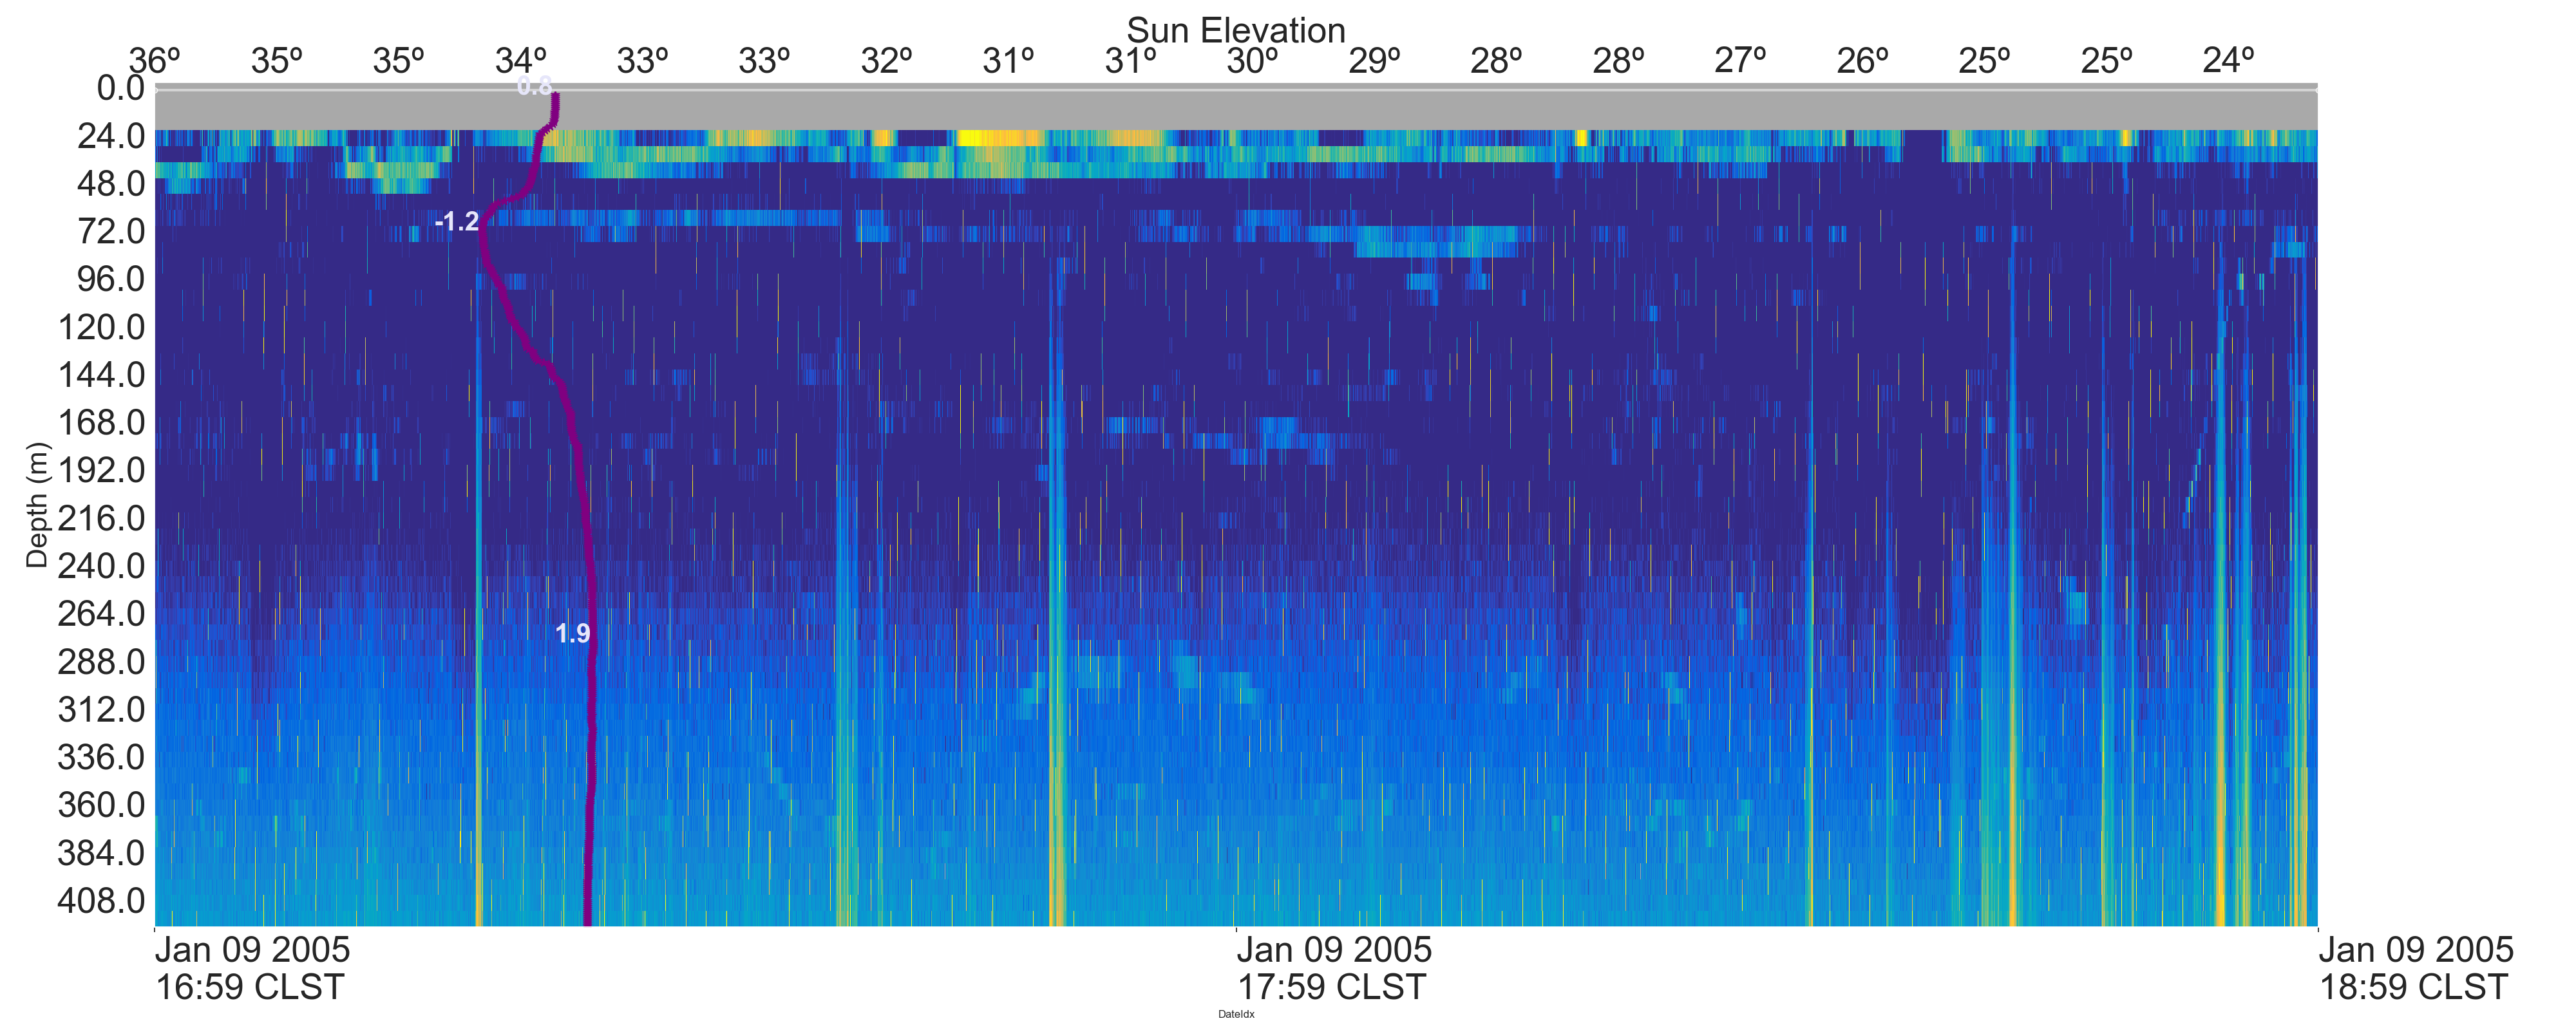 Sun Elevation
36º 35º 35º 34º 33º 33º 32º 31º 31º 30º 29º 28º 28º 27º 26º 25º 25º 24º
0.0
24.0
48.0
72.0
96.0
120.0
144.0
168.0
192.0
216.0
240.0
264.0
288.0
312.0
336.0
360.0
384.0
408.0
Depth (m)
0.8
-1.2
1.9
Jan 09 2005
16:59 CLST
Jan 09 2005
17:59 CLST
Jan 09 2005
18:59 CLST
DateIdx